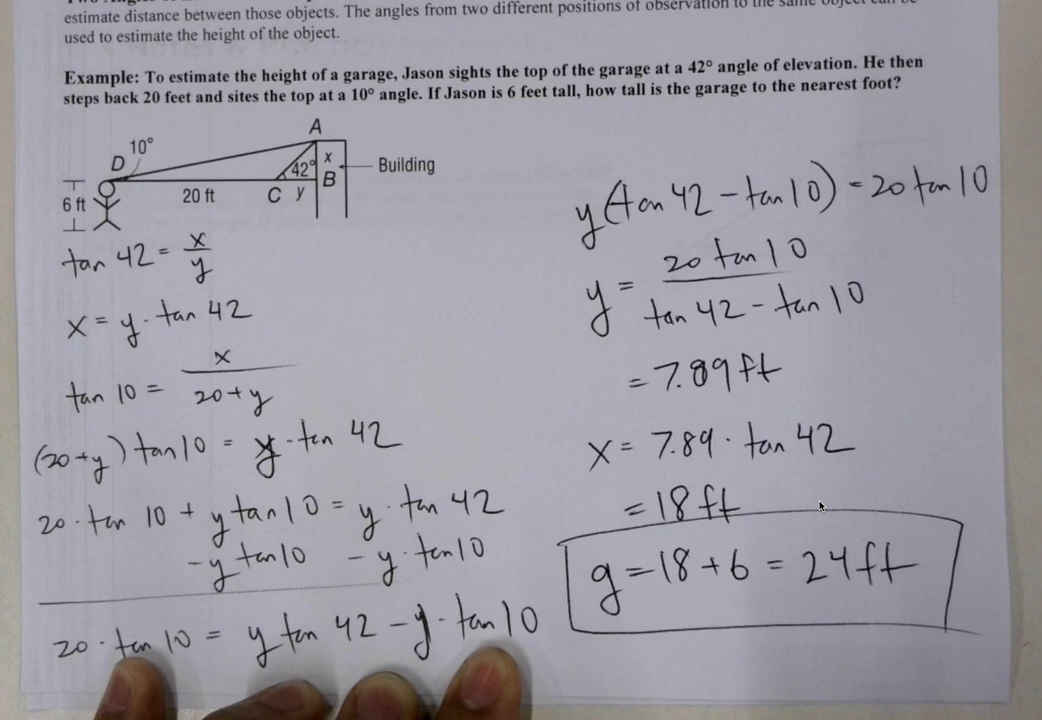 estimate distance between those objects. The angles from two different positions of observation to the same object can be
used to estimate the height of the object.
Example: To estimate the height of a garage, Jason sights the top of the garage at a 42° angle of elevation. He then
steps back 20 feet and sites the top at a 10° angle. If Jason is 6 feet tall, how tall is the garage to the nearest foot?
A
10°
D
42°
x
Building
B
20 ft
C y
6 ft
tan 42 = x/y
x = y · tan 42
tan 10 = x/(20+y)
(20+y) tan 10 = y · tan 42
20 · tan 10 + y tan 10 = y · tan 42
-y tan 10 - y · tan 10
20 · tan 10 = y tan 42 - y · tan 10
y(tan 42 - tan 10) = 20 tan 10
y = 20 tan 10/(tan 42 - tan 10)
= 7.89 ft
x = 7.89 · tan 42
= 18 ft
g = 18 + 6 = 24 ft